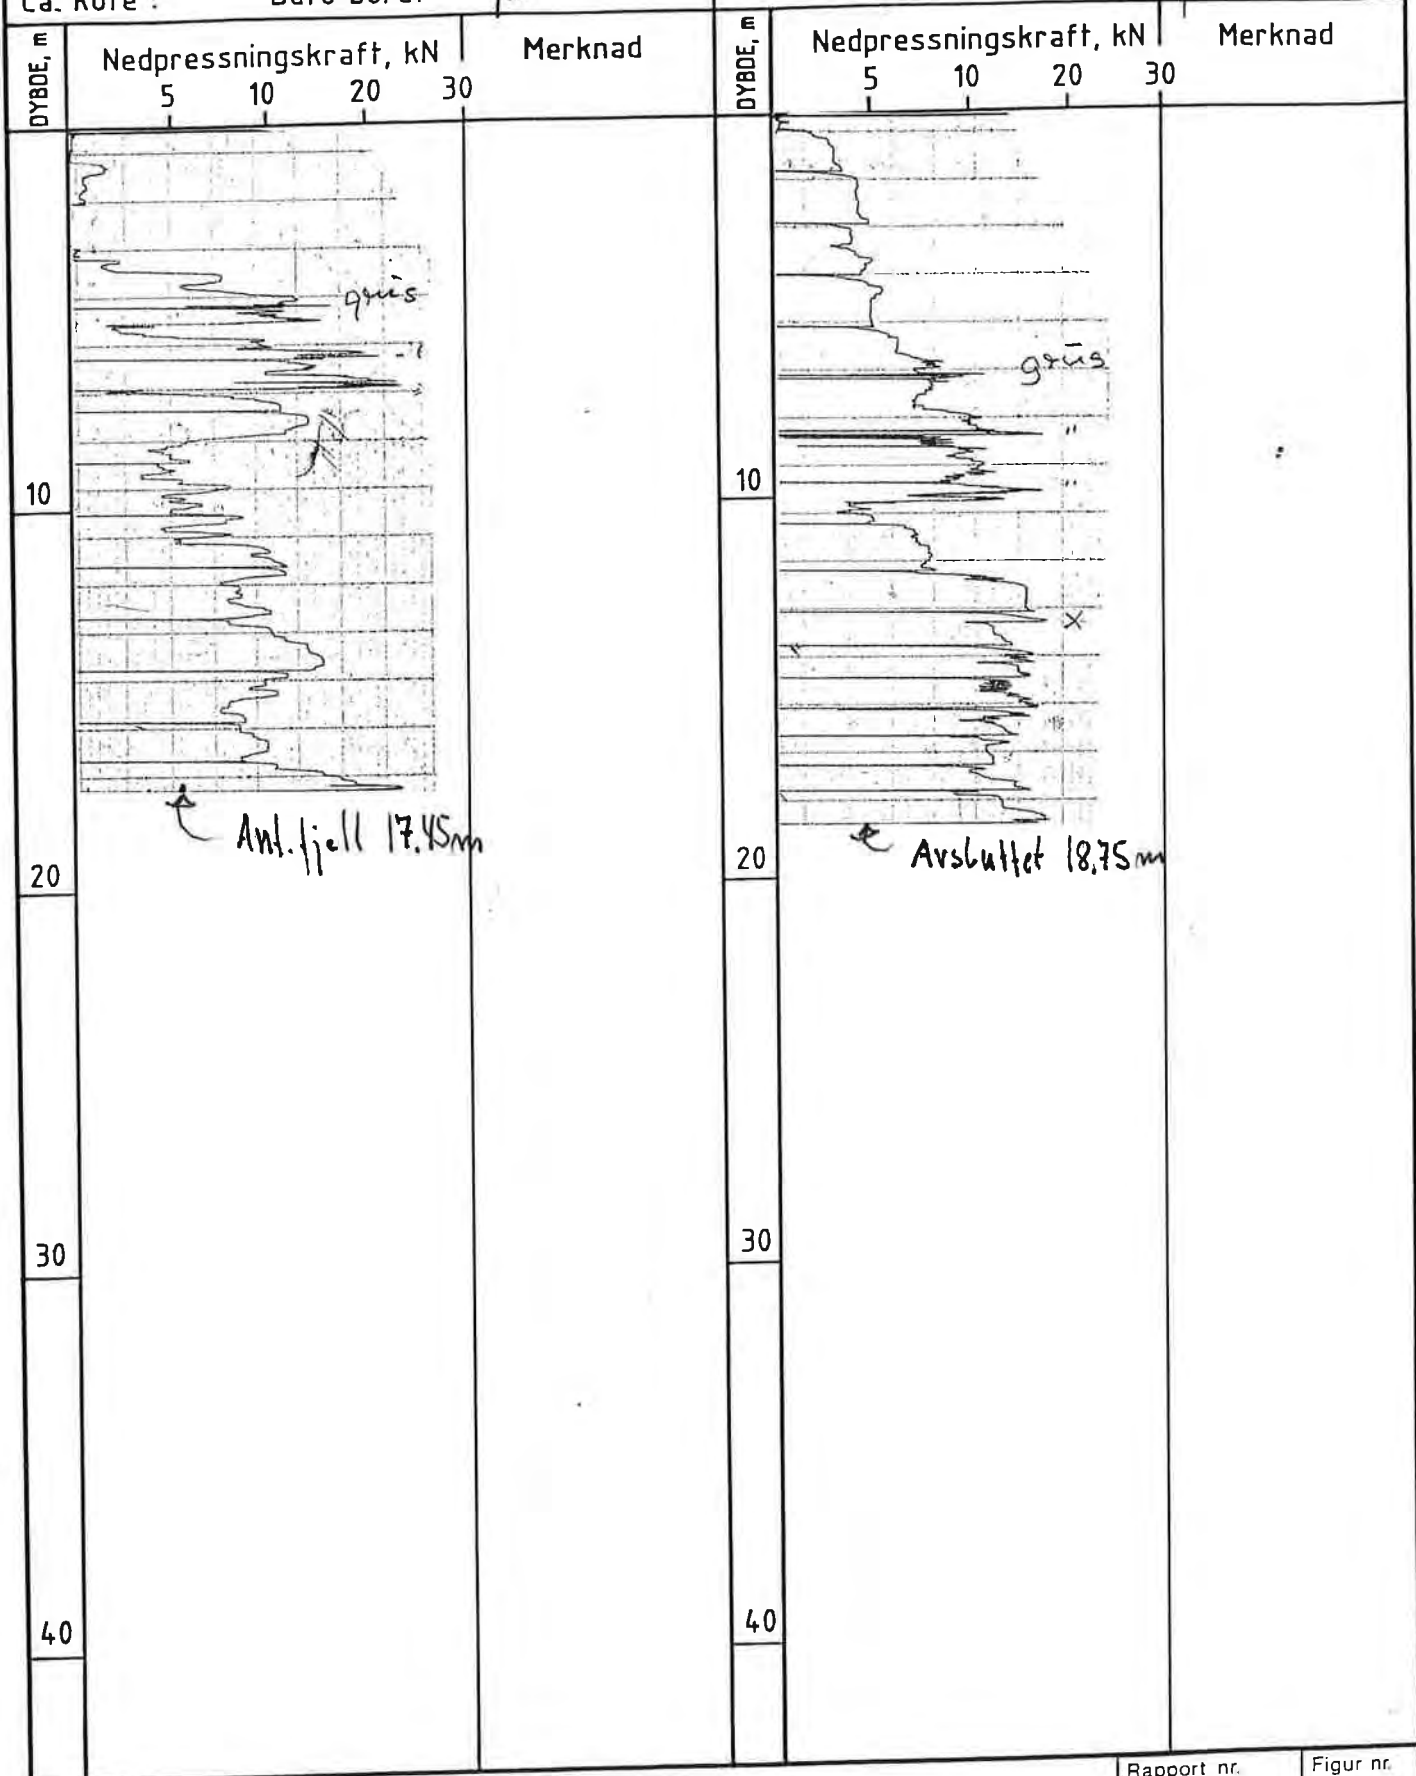 Ca. Kote :
DYBDE, m
Nedpressningskraft, kN
Merknad
5 10 20 30
grus
10
Ant. fjell 17.45m
20
30
40
DYBDE, m
Nedpressningskraft, kN
Merknad
5 10 20 30
grus
"
10
"
x
Avsluttet 18.75 m
20
30
40
Rapport nr.
Figur nr.